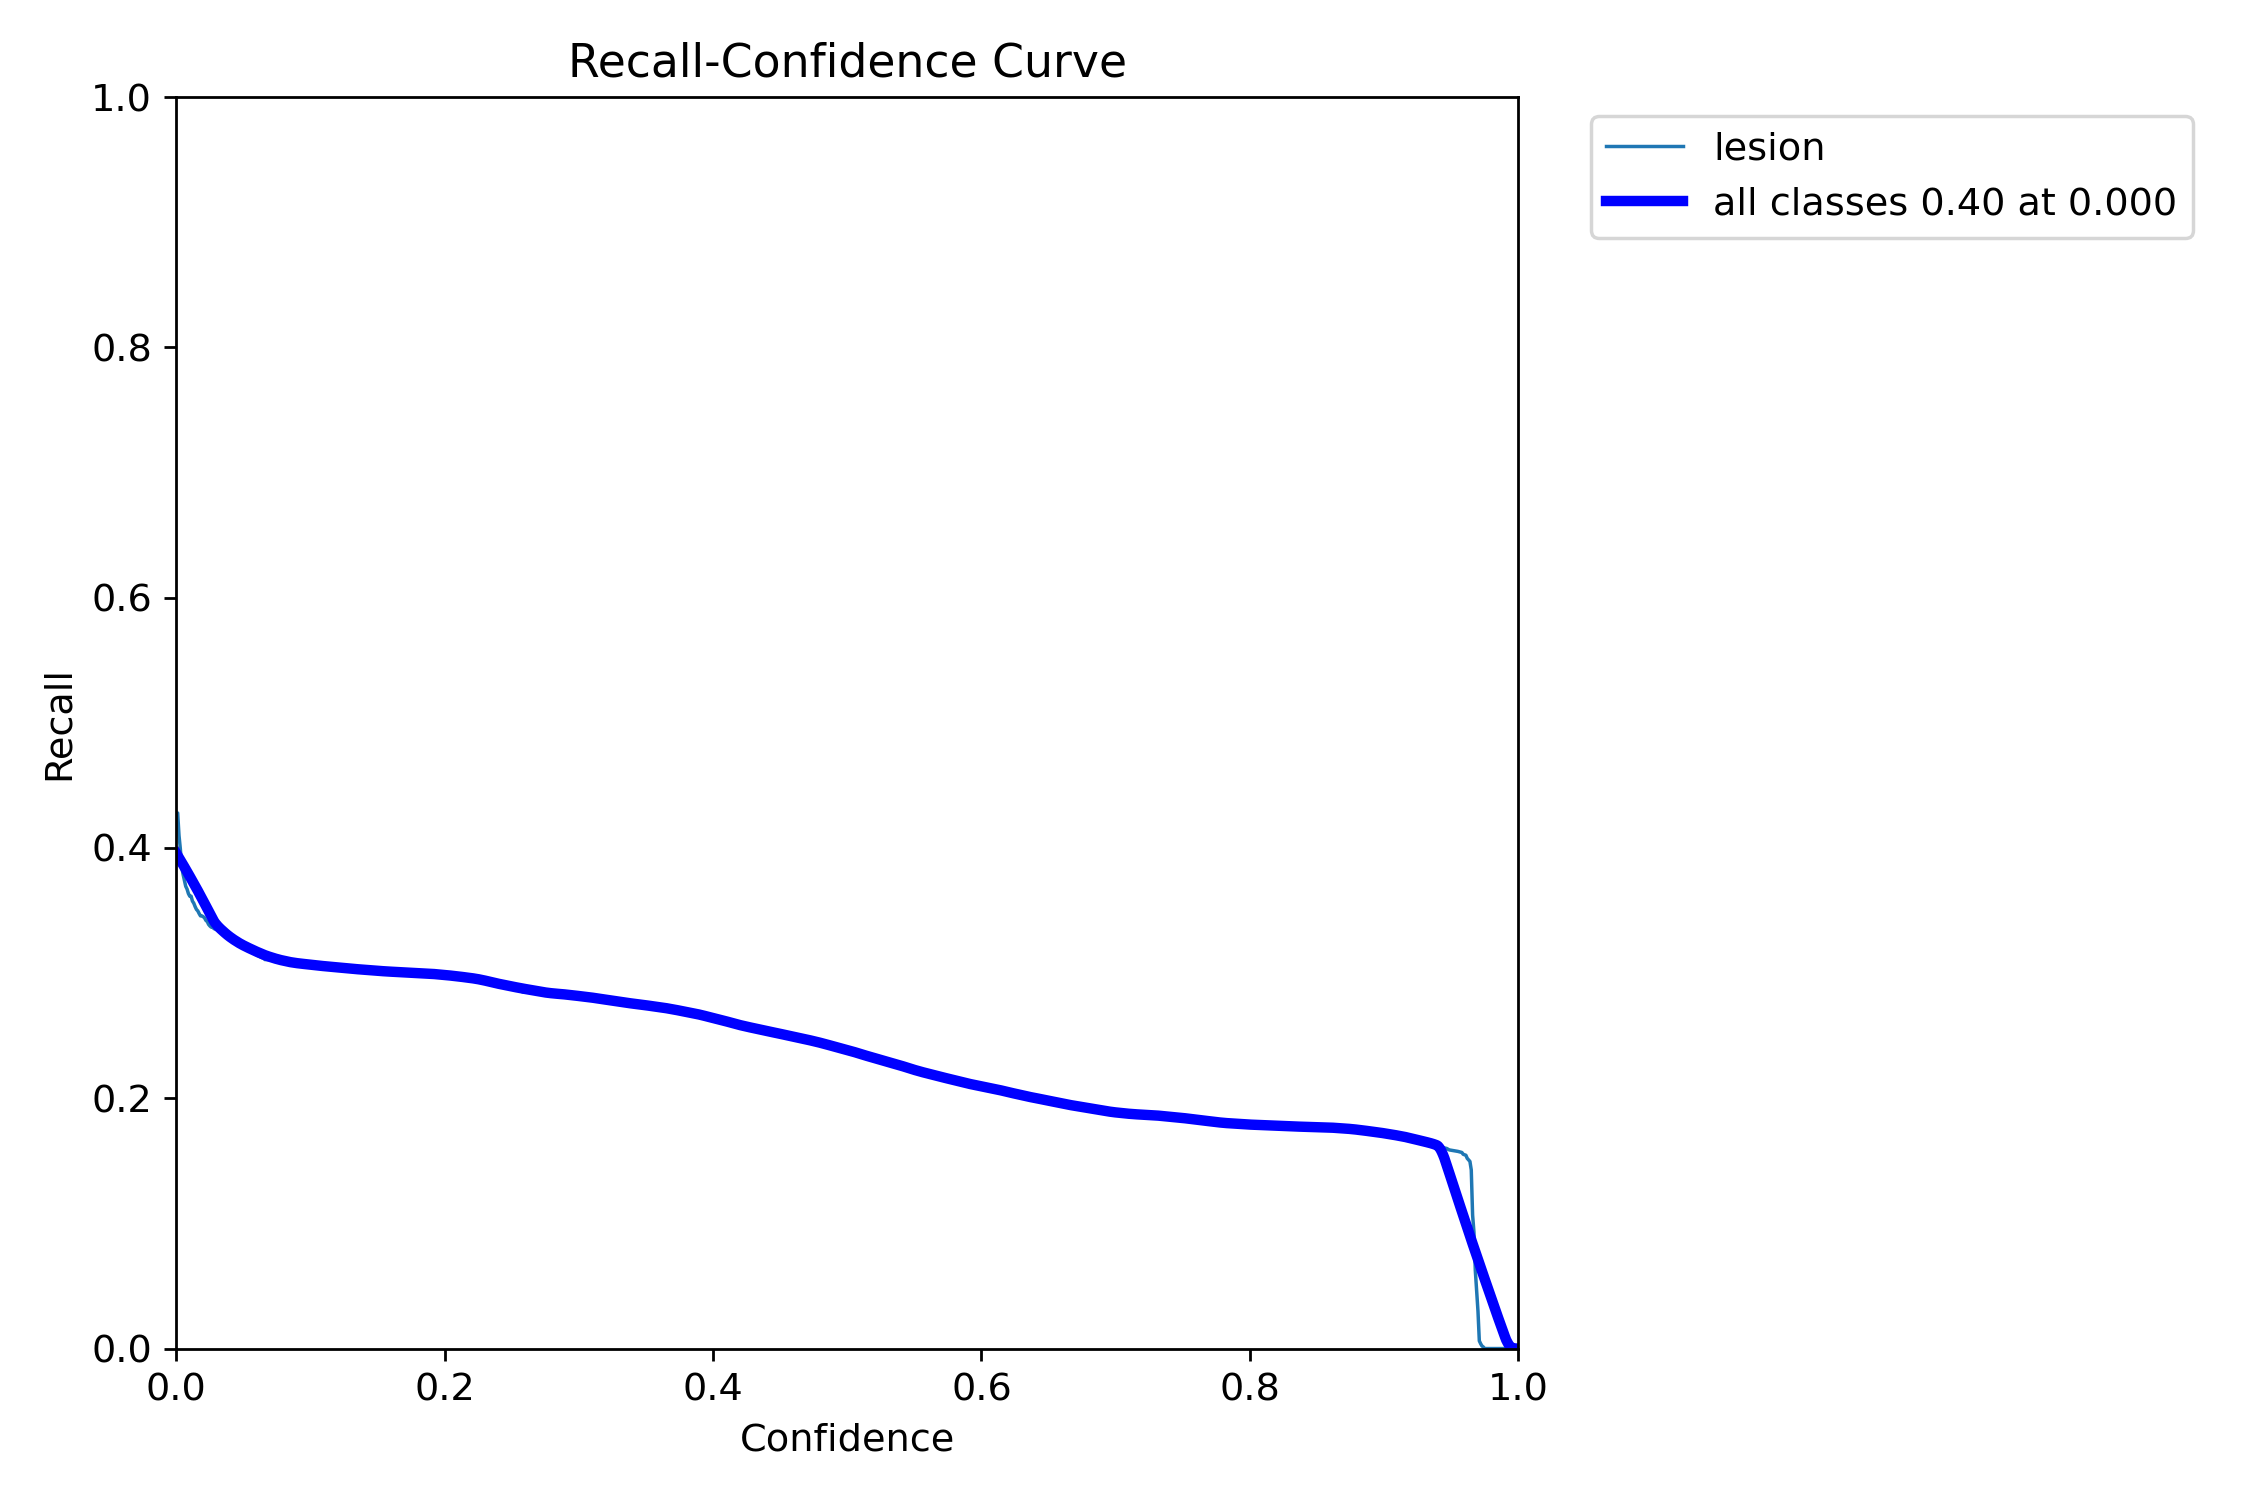 Recall-Confidence Curve
1.0
0.8
0.6
0.4
0.2
0.0
Recall
0.0 0.2 0.4 0.6 0.8 1.0
Confidence
lesion
all classes 0.40 at 0.000